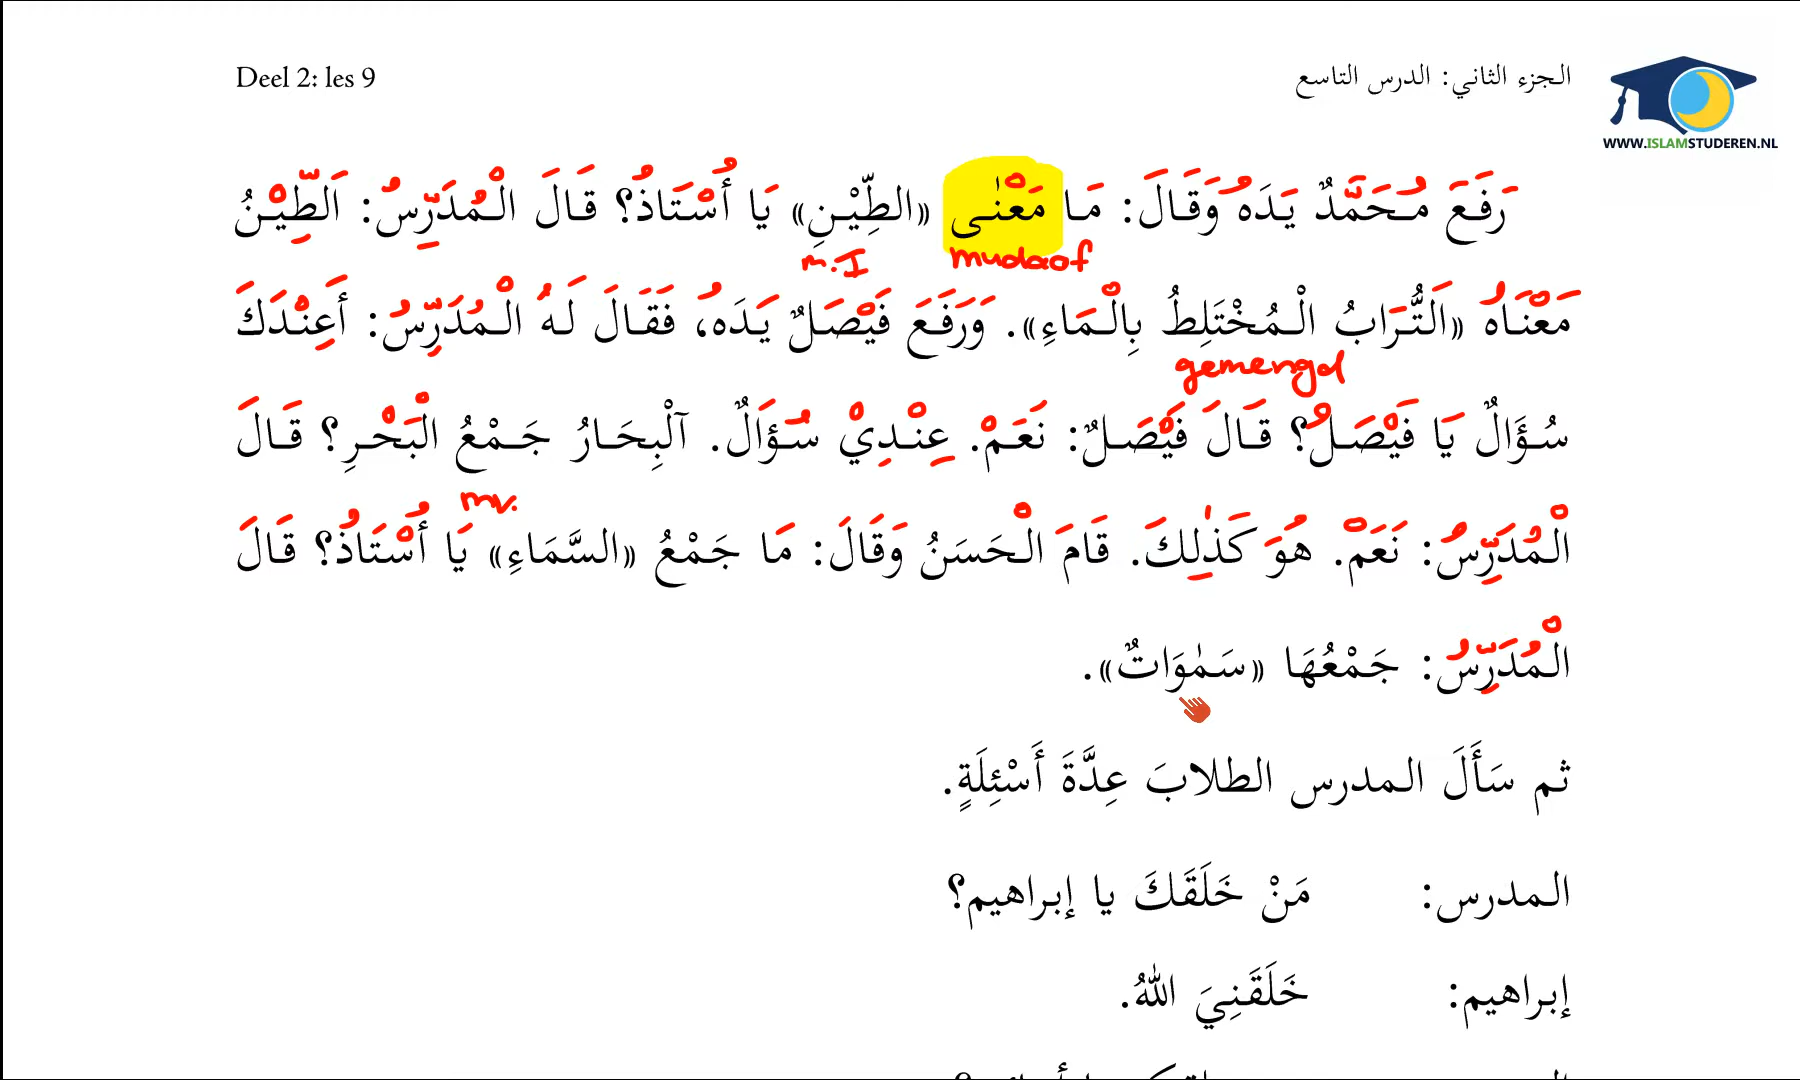 Deel 2: les 9
الجزء الثاني: الدرس التاسع
WWW.ISLAMSTUDEREN.NL
رَفَعَ مُحَمَّدٌ يَدَهُ وَقَالَ: مَا مَعْنٰى «الطِّيْنِ» يَا أُسْتَاذُ؟ قَالَ الْمُدَرِّسُ: اَلطِّيْنُ
m.I mudaaf
مَعْنَاهُ «اَلتُّرَابُ الْمُخْتَلِطُ بِالْمَاءِ». وَرَفَعَ فَيْصَلٌ يَدَهُ، فَقَالَ لَهُ الْمُدَرِّسُ: أَعِنْدَكَ
gemengd
سُؤَالٌ يَا فَيْصَلُ؟ قَالَ فَيْصَلٌ: نَعَمْ. عِنْدِيْ سُؤَالٌ. آلْبِحَارُ جَمْعُ الْبَحْرِ؟ قَالَ
mv.
الْمُدَرِّسُ: نَعَمْ. هُوَ كَذٰلِكَ. قَامَ الْحَسَنُ وَقَالَ: مَا جَمْعُ «السَّمَاءِ» يَا أُسْتَاذُ؟ قَالَ
الْمُدَرِّسُ: جَمْعُهَا «سَمٰوَاتٌ».
ثم سَأَلَ المدرس الطلابَ عِدَّةَ أَسْئِلَةٍ.
المدرس: مَنْ خَلَقَكَ يا إبراهيم؟
إبراهيم: خَلَقَنِيَ اللهُ.